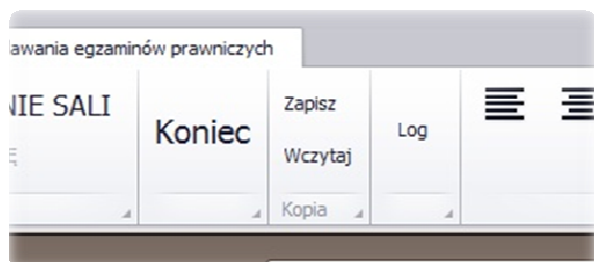 awania egzaminów prawniczych
NIE SALI
Koniec
Zapisz
Wczytaj
Kopia
Log